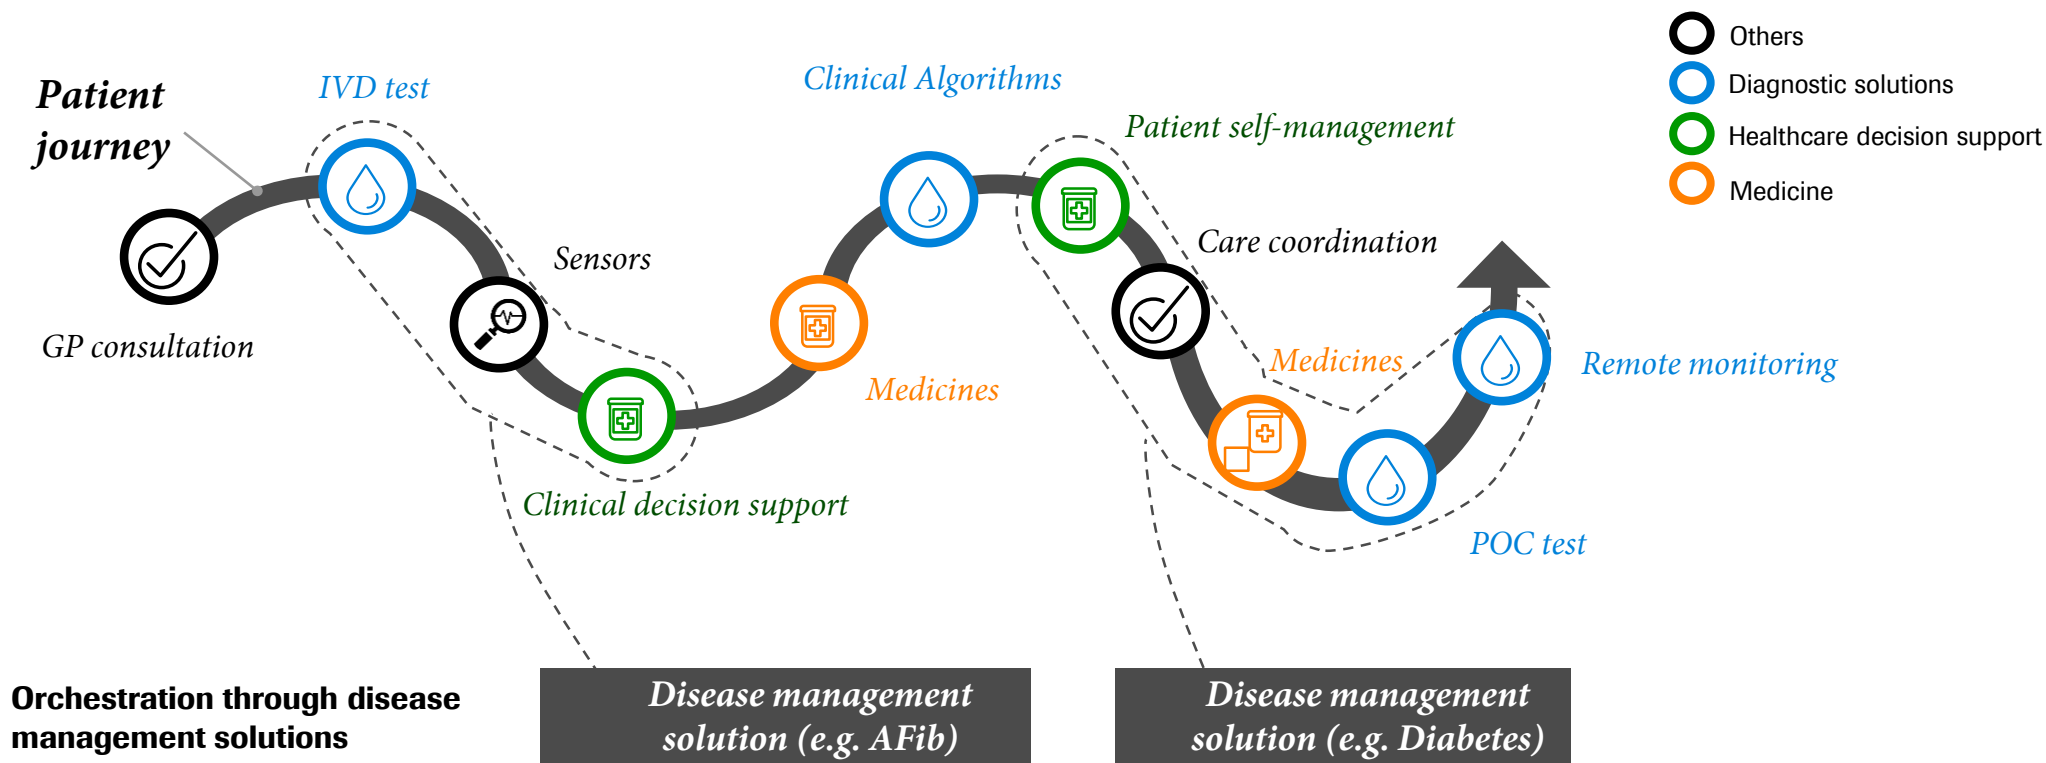 Patient
journey
IVD test
Clinical Algorithms
Patient self-management
Others
Diagnostic solutions
Healthcare decision support
Medicine
Sensors
Care coordination
GP consultation
Medicines
Medicines
Remote monitoring
Clinical decision support
POC test
Orchestration through disease
management solutions
Disease management
solution (e.g. AFib)
Disease management
solution (e.g. Diabetes)